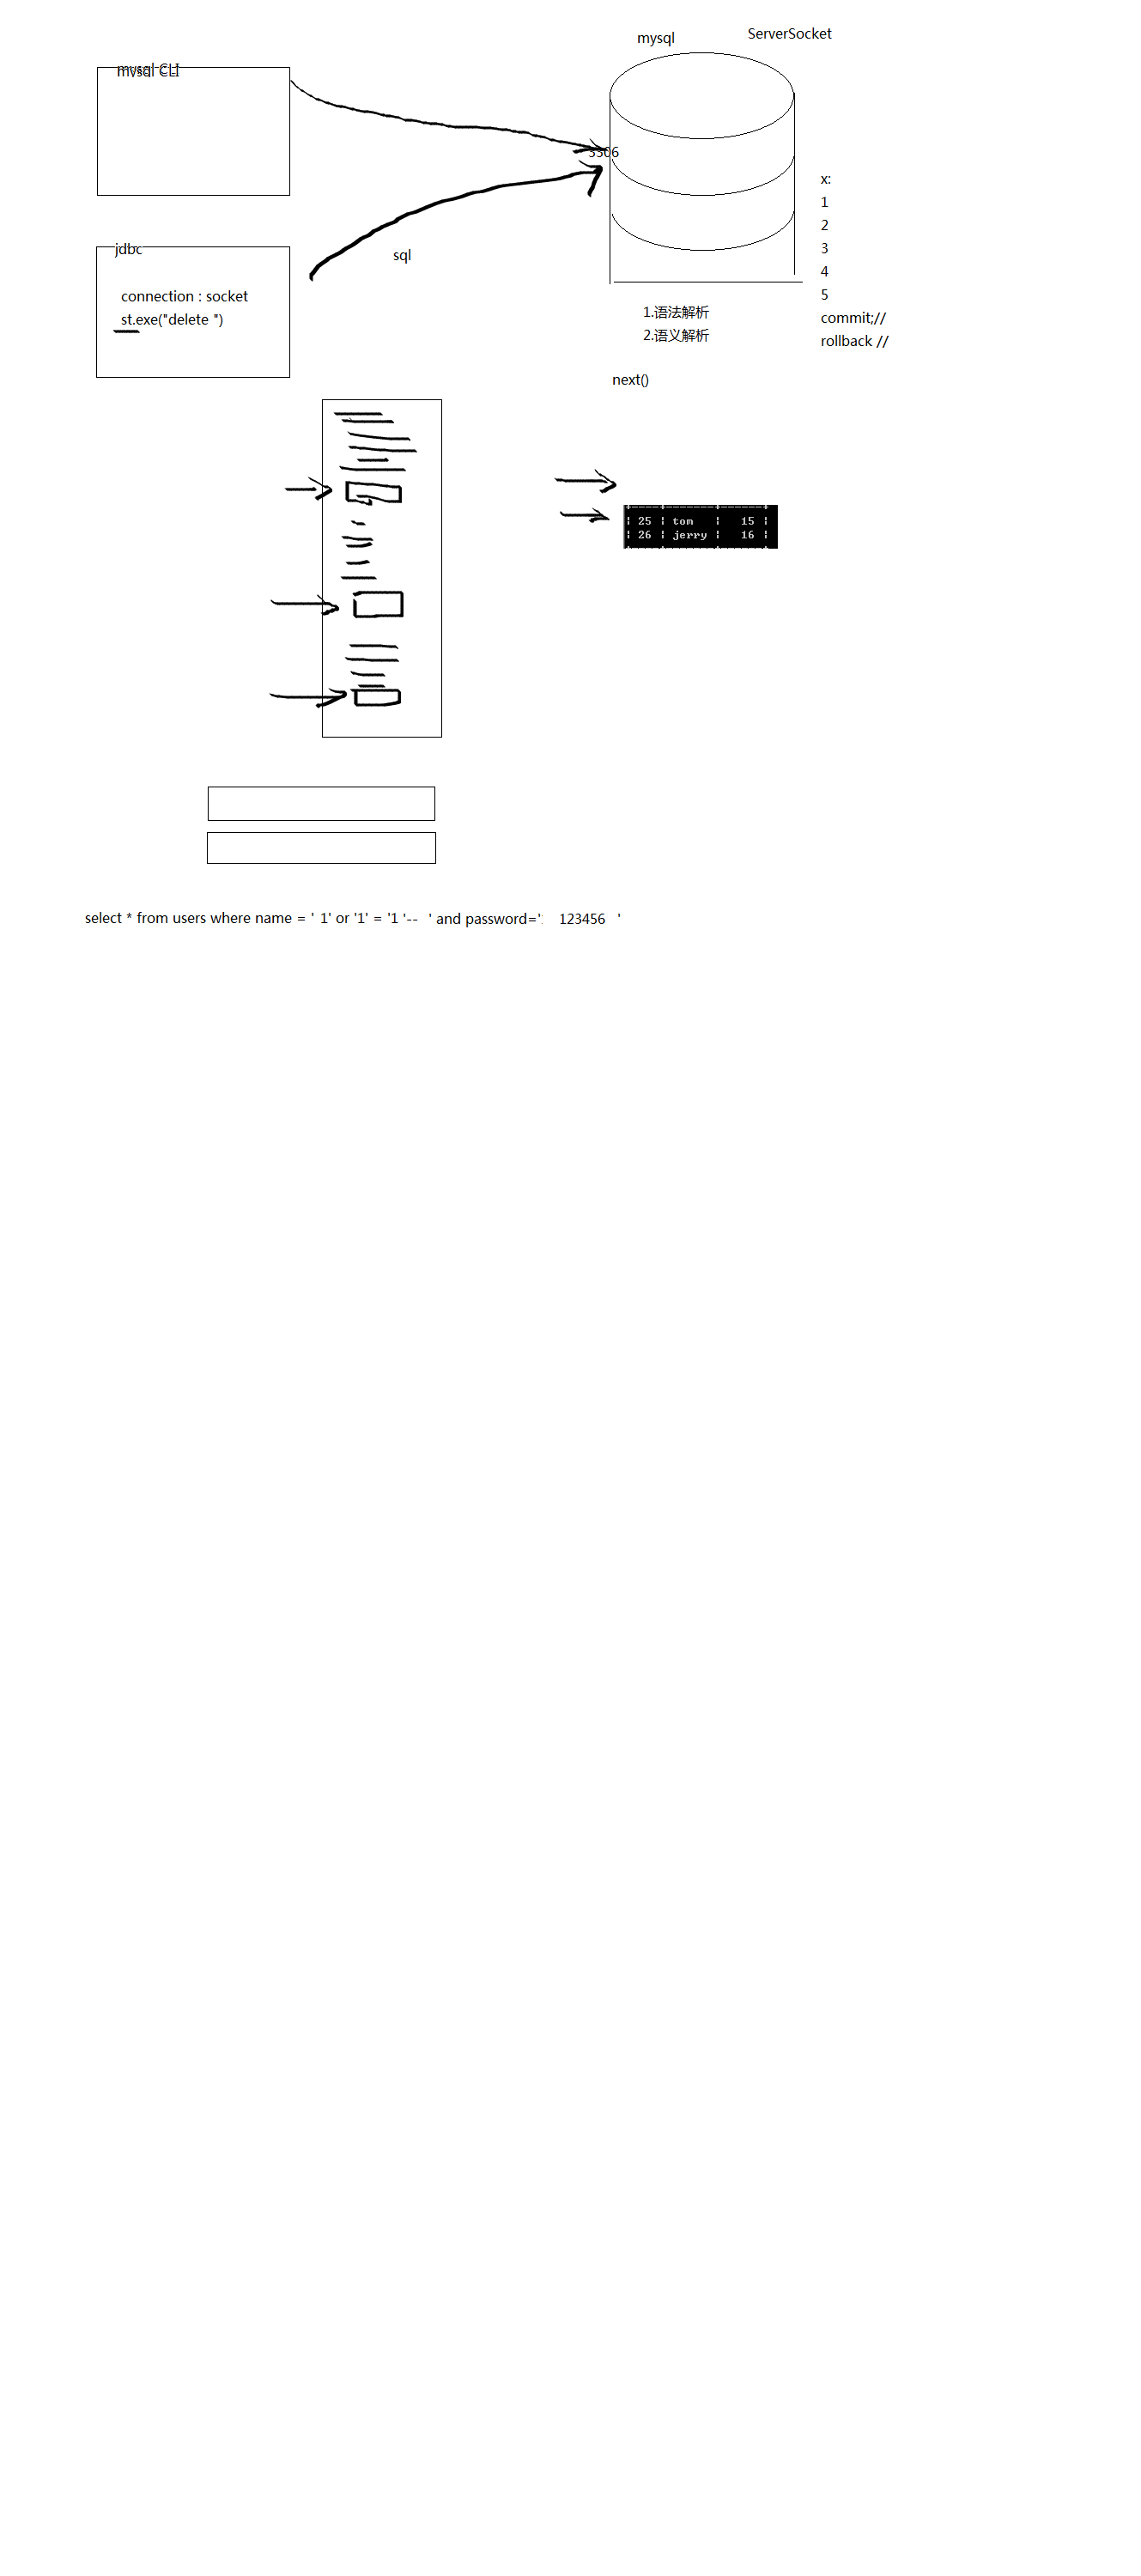 mysql
ServerSocket
mysql CLI
3306
x:
1
2
3
4
5
commit;//
rollback //
jdbc
sql
connection : socket
st.exe("delete ")
1.语法解析
2.语义解析
next()
| 25 | tom | 15 |
| 26 | jerry | 16 |
select * from users where name = ' 1' or '1' = '1 '-- ' and password=' 123456 '